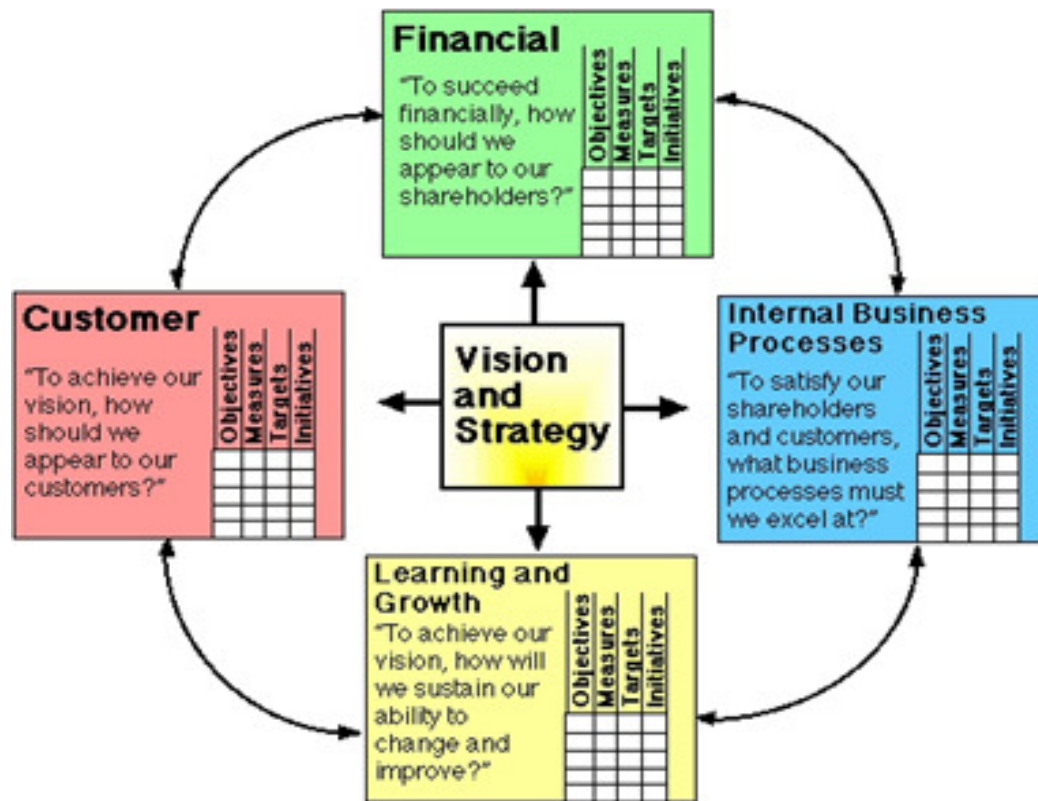 Financial
"To succeed
financially, how
should we
appear to our
shareholders?"
Objectives
Measures
Targets
Initiatives
Customer
"To achieve our
vision, how
should we
appear to our
customers?"
Objectives
Measures
Targets
Initiatives
Vision
and
Strategy
Internal Business
Processes
"To satisfy our
shareholders
and customers,
what business
processes must
we excel at?"
Objectives
Measures
Targets
Initiatives
Learning and
Growth
"To achieve our
vision, how will
we sustain our
ability to
change and
improve?"
Objectives
Measures
Targets
Initiatives